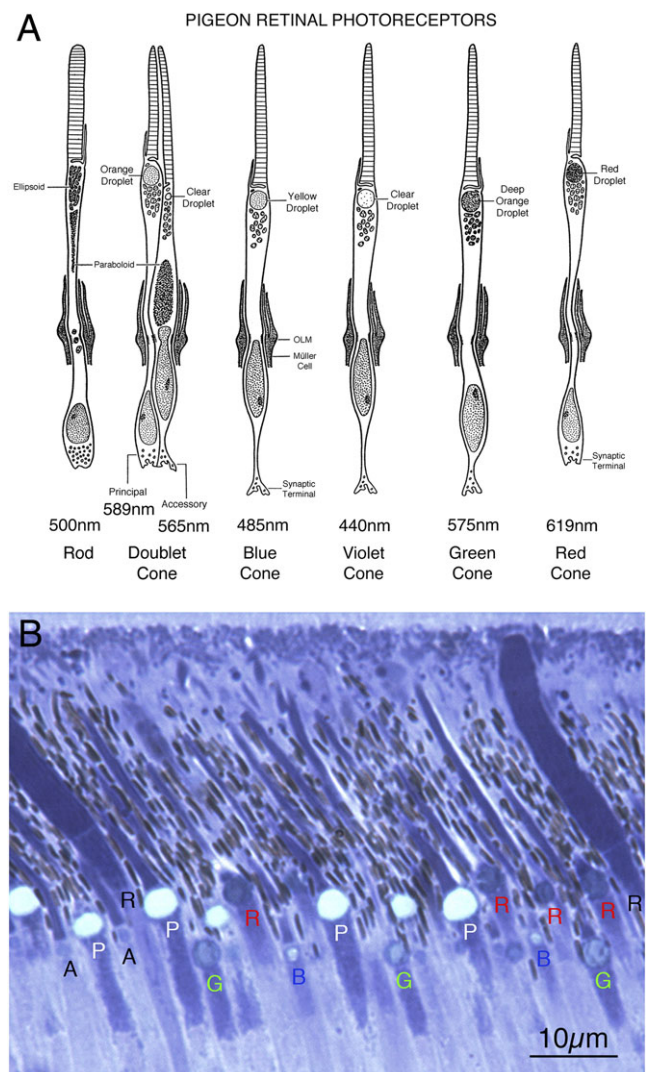 A
PIGEON RETINAL PHOTORECEPTORS
Ellipsoid
Orange
Droplet
Clear
Droplet
Yellow
Droplet
Clear
Droplet
Deep
Orange
Droplet
Red
Droplet
Paraboloid
OLM
Müller
Cell
Principal
Accessory
Synaptic
Terminal
Synaptic
Terminal
500nm
589nm
565nm
485nm
440nm
575nm
619nm
Rod
Doublet
Cone
Blue
Cone
Violet
Cone
Green
Cone
Red
Cone
B
R
P
A
A
P
R
G
B
P
G
P
R
R
R
R
B
G
10μm